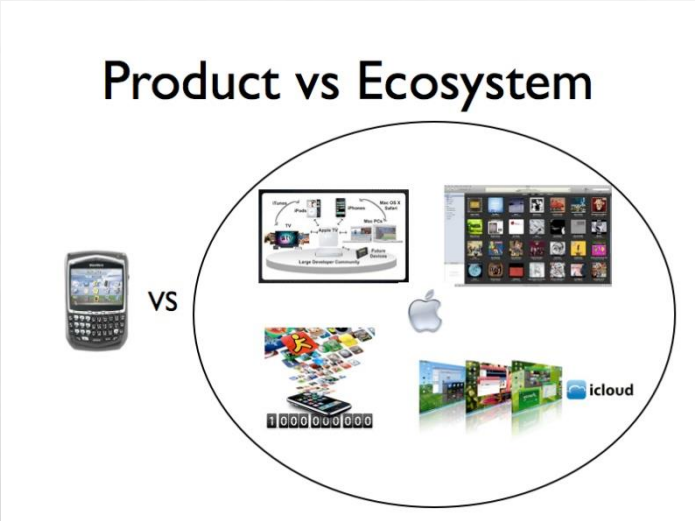 Product vs Ecosystem
iTunes
iPods
iPhones
Mac OS X
Safari
TV
Apple TV
Mac PCs
Future
Devices
Large Developer Community
vs
1000000000
icloud